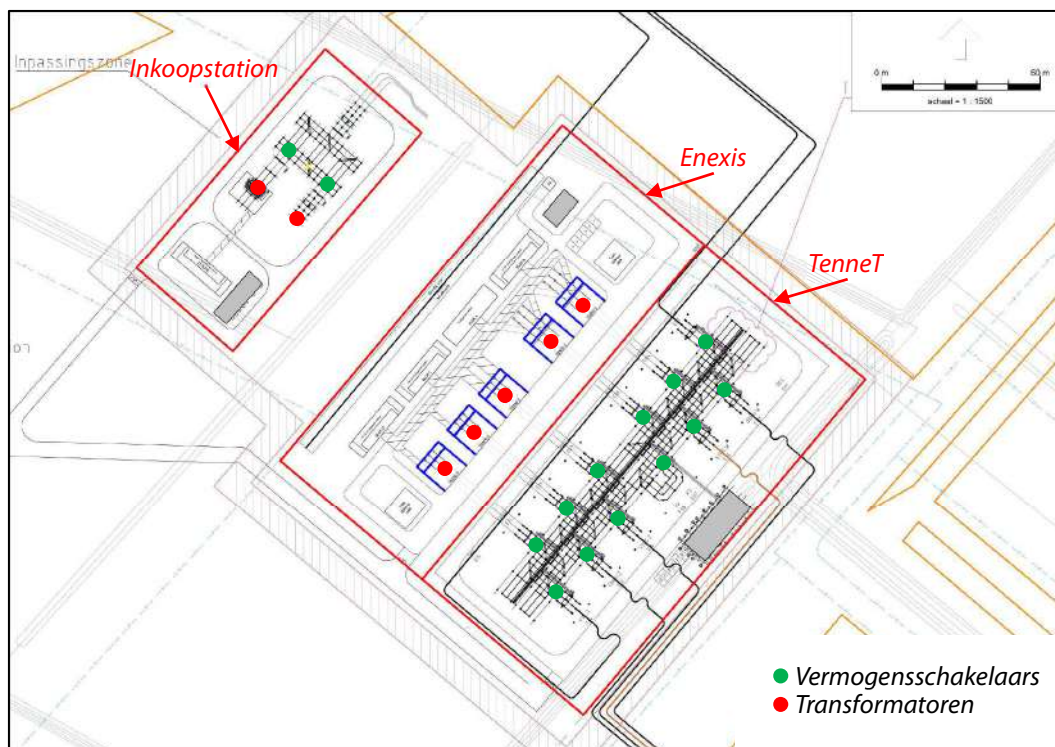 Inpassingszone
Inkoopstation
0 m
60 m
schaal = 1 : 1500
Enexis
TenneT
Vermogensschakelaars
Transformatoren